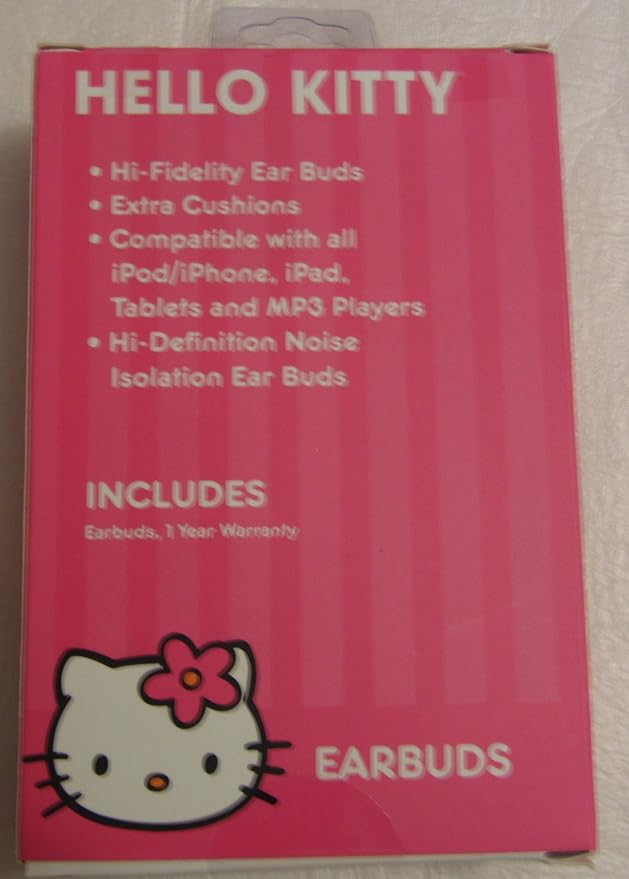 HELLO KITTY
• Hi-Fidelity Ear Buds
• Extra Cushions
• Compatible with all
iPod/iPhone, iPad,
Tablets and MP3 Players
• Hi-Definition Noise
Isolation Ear Buds
INCLUDES
Earbuds, 1 Year Warranty
EARBUDS